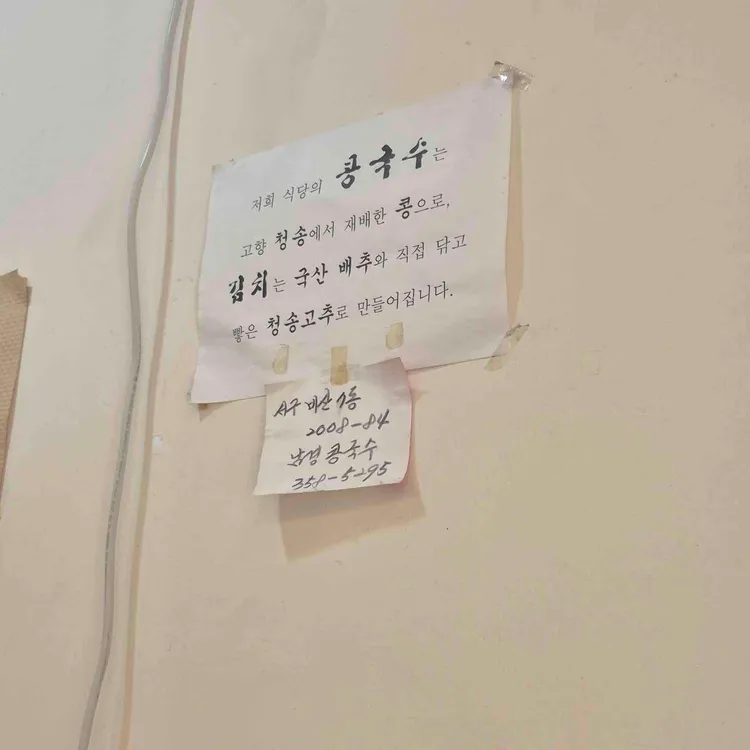 저희 식당의 콩국수는
고향 청송에서 재배한 콩으로,
김치는 국산 배추와 직접 닦고
빻은 청송고추로 만들어집니다.
서구 비산1동
2008-84
남경 콩국수
358-5295